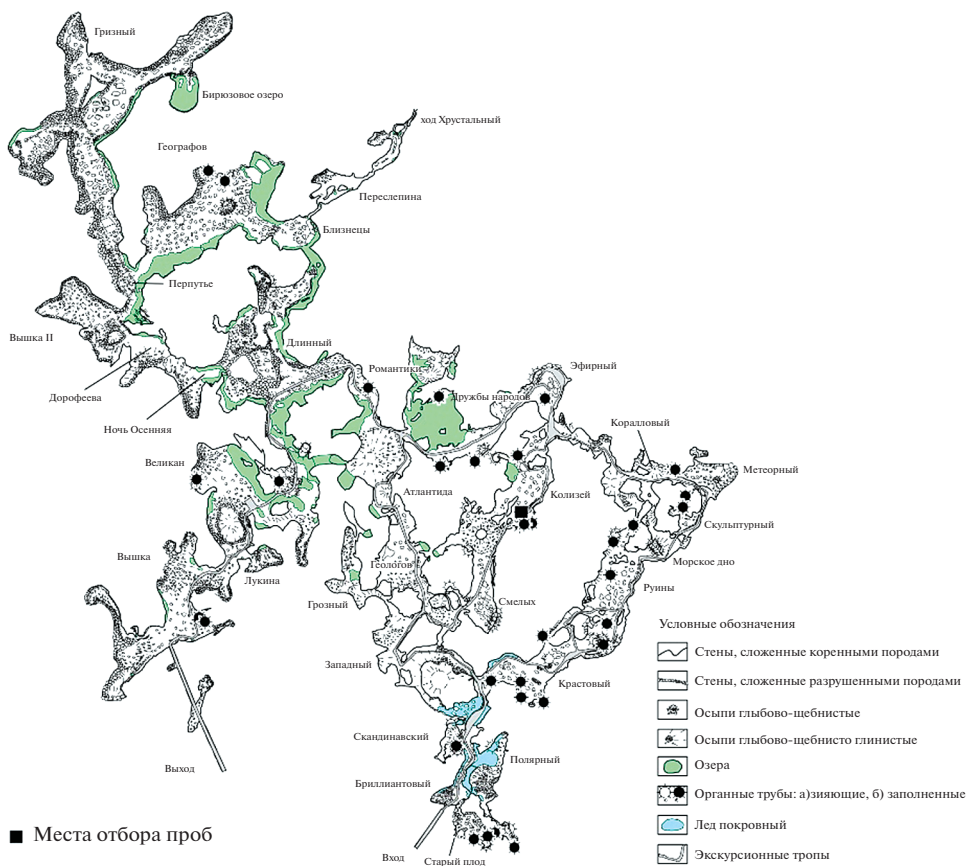 Гризный
Бирюзовое озеро
ход Хрустальный
Географов
Переслепина
Близнецы
Перпутье
Вышка II
Длинный
Романтики
Эфирный
Дорофеева
Дружбы народов
Коралловый
Ночь Осенняя
Великан
Метеорный
Атлантида
Колизей
Скульптурный
Вышка
Морское дно
Лукина
Геологов
Руины
Грозный
Смелых
Условные обозначения
Стены, сложенные коренными породами
Западный
Крастовый
Стены, сложенные разрушенными породами
Осыпи глыбово-щебнистые
Скандинавский
Осыпи глыбово-щебнисто глинистые
Полярный
Выход
Озера
Бриллиантовый
Органные трубы: а)зияющие, б) заполненные
Места отбора проб
Лед покровный
Вход
Старый плод
Экскурсионные тропы